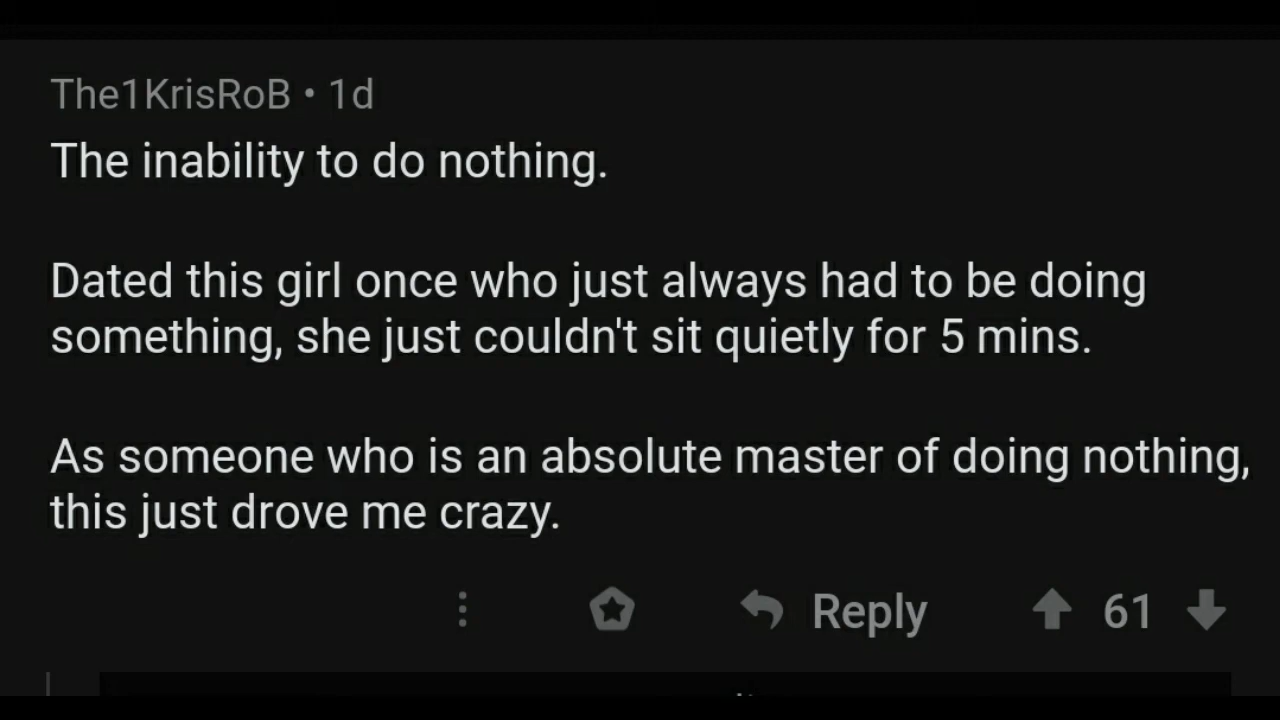 The1KrisRoB • 1d
The inability to do nothing.
Dated this girl once who just always had to be doing
something, she just couldn't sit quietly for 5 mins.
As someone who is an absolute master of doing nothing,
this just drove me crazy.
Reply 61